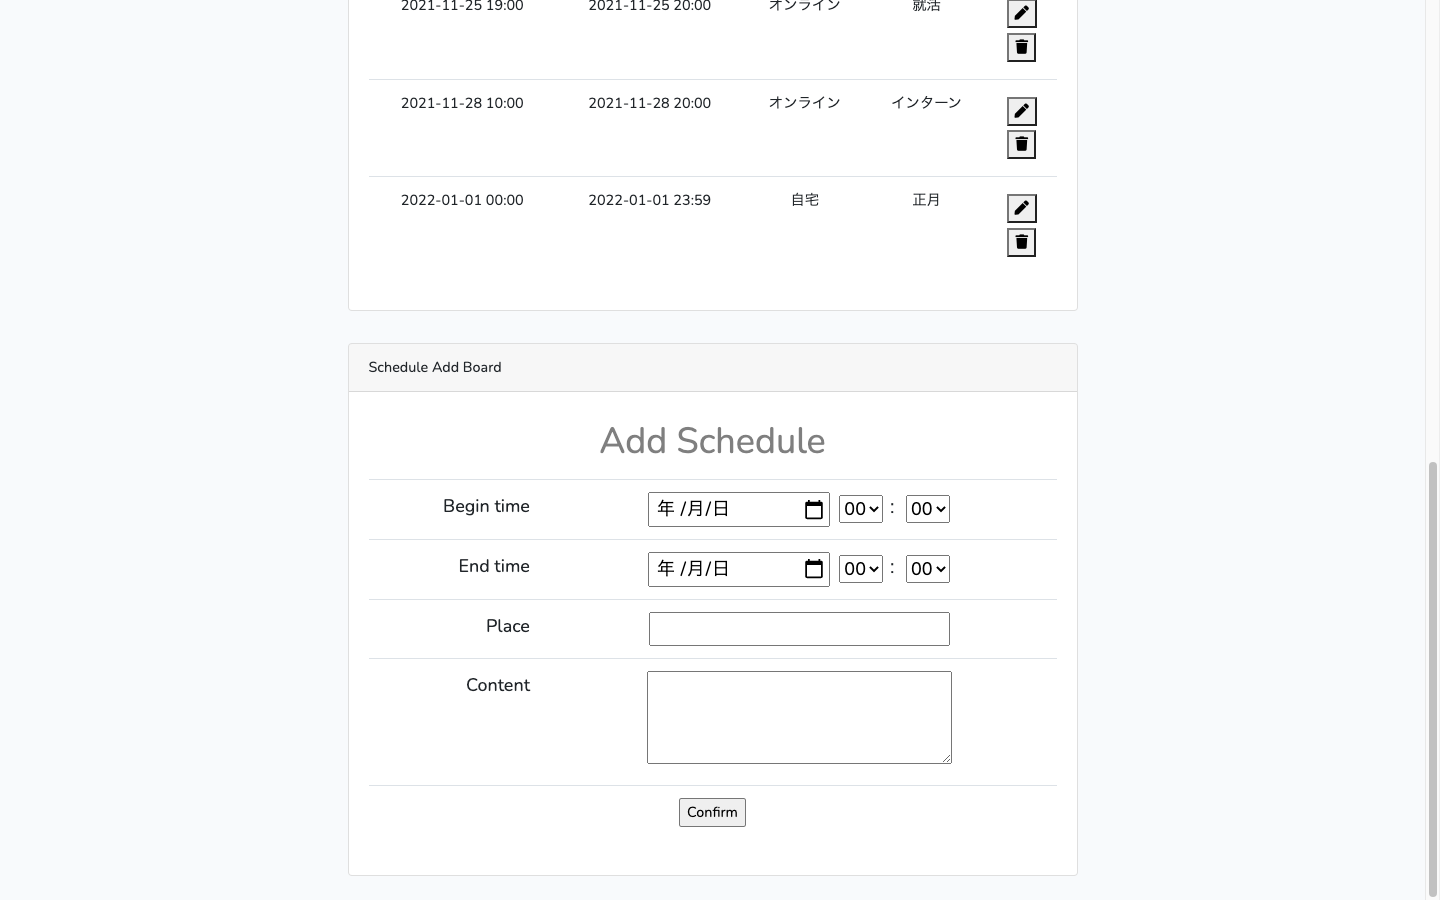 2021-11-25 19:00 2021-11-25 20:00 オンライン 就活
2021-11-28 10:00 2021-11-28 20:00 オンライン インターン
2022-01-01 00:00 2022-01-01 23:59 自宅 正月
Schedule Add Board
Add Schedule
Begin time 年 /月/日 00 : 00
End time 年 /月/日 00 : 00
Place
Content
Confirm